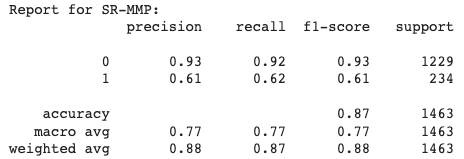 Report for SR-MMP:
precision recall f1-score support
0 0.93 0.92 0.93 1229
1 0.61 0.62 0.61 234
accuracy 0.87 1463
macro avg 0.77 0.77 0.77 1463
weighted avg 0.88 0.87 0.88 1463